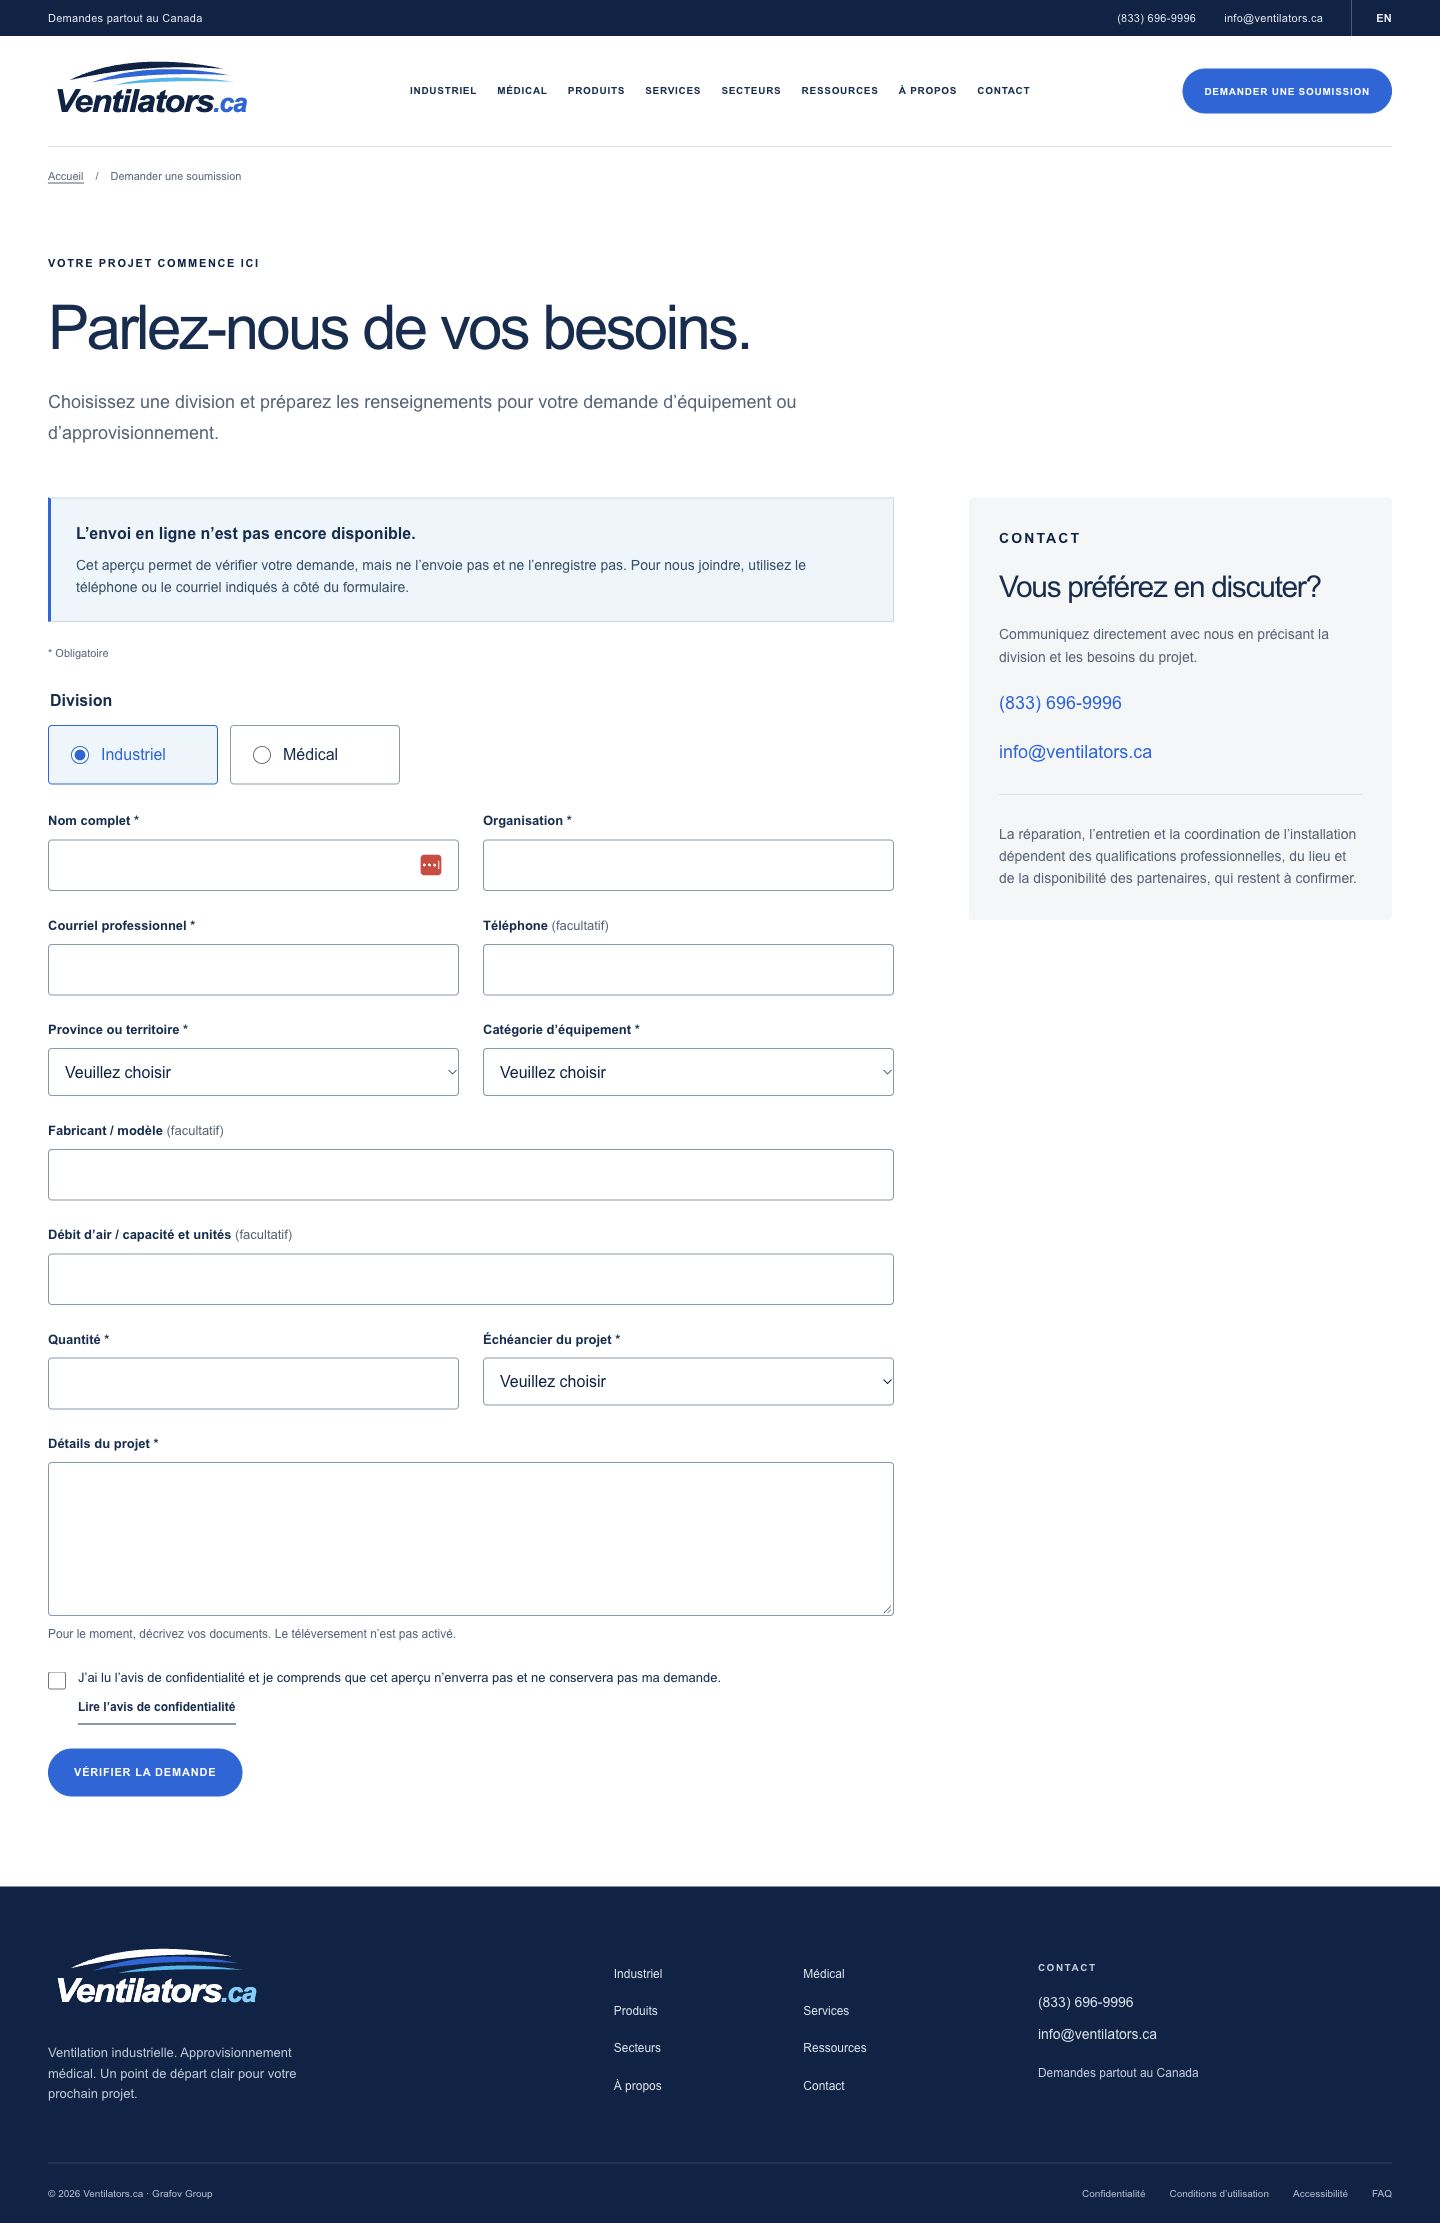 Demandes partout au Canada
(833) 696-9996
info@ventilators.ca
EN
Ventilators.ca
INDUSTRIEL
MÉDICAL
PRODUITS
SERVICES
SECTEURS
RESSOURCES
À PROPOS
CONTACT
DEMANDER UNE SOUMISSION
Accueil / Demander une soumission
VOTRE PROJET COMMENCE ICI
Parlez-nous de vos besoins.
Choisissez une division et préparez les renseignements pour votre demande d’équipement ou
d’approvisionnement.
L’envoi en ligne n’est pas encore disponible.
Cet aperçu permet de vérifier votre demande, mais ne l’envoie pas et ne l’enregistre pas. Pour nous joindre, utilisez le
téléphone ou le courriel indiqués à côté du formulaire.
* Obligatoire
Division
Industriel
Médical
Nom complet *
Organisation *
Courriel professionnel *
Téléphone (facultatif)
Province ou territoire *
Catégorie d’équipement *
Veuillez choisir
Veuillez choisir
Fabricant / modèle (facultatif)
Débit d’air / capacité et unités (facultatif)
Quantité *
Échéancier du projet *
Veuillez choisir
Détails du projet *
Pour le moment, décrivez vos documents. Le téléversement n’est pas activé.
J’ai lu l’avis de confidentialité et je comprends que cet aperçu n’enverra pas et ne conservera pas ma demande.
Lire l’avis de confidentialité
VÉRIFIER LA DEMANDE
CONTACT
Vous préférez en discuter?
Communiquez directement avec nous en précisant la
division et les besoins du projet.
(833) 696-9996
info@ventilators.ca
La réparation, l’entretien et la coordination de l’installation
dépendent des qualifications professionnelles, du lieu et
de la disponibilité des partenaires, qui restent à confirmer.
Ventilators.ca
Ventilation industrielle. Approvisionnement
médical. Un point de départ clair pour votre
prochain projet.
Industriel
Médical
Produits
Services
Secteurs
Ressources
À propos
Contact
CONTACT
(833) 696-9996
info@ventilators.ca
Demandes partout au Canada
© 2026 Ventilators.ca · Grafov Group
Confidentialité
Conditions d’utilisation
Accessibilité
FAQ